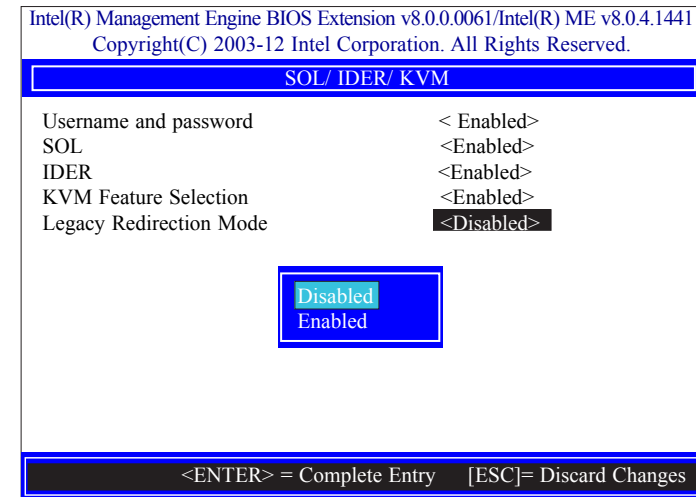 Intel(R) Management Engine BIOS Extension v8.0.0.0061/Intel(R) ME v8.0.4.1441
Copyright(C) 2003-12 Intel Corporation. All Rights Reserved.
SOL/ IDER/ KVM
Username and password < Enabled>
SOL <Enabled>
IDER <Enabled>
KVM Feature Selection <Enabled>
Legacy Redirection Mode <Disabled>
Disabled
Enabled
<ENTER> = Complete Entry [ESC]= Discard Changes